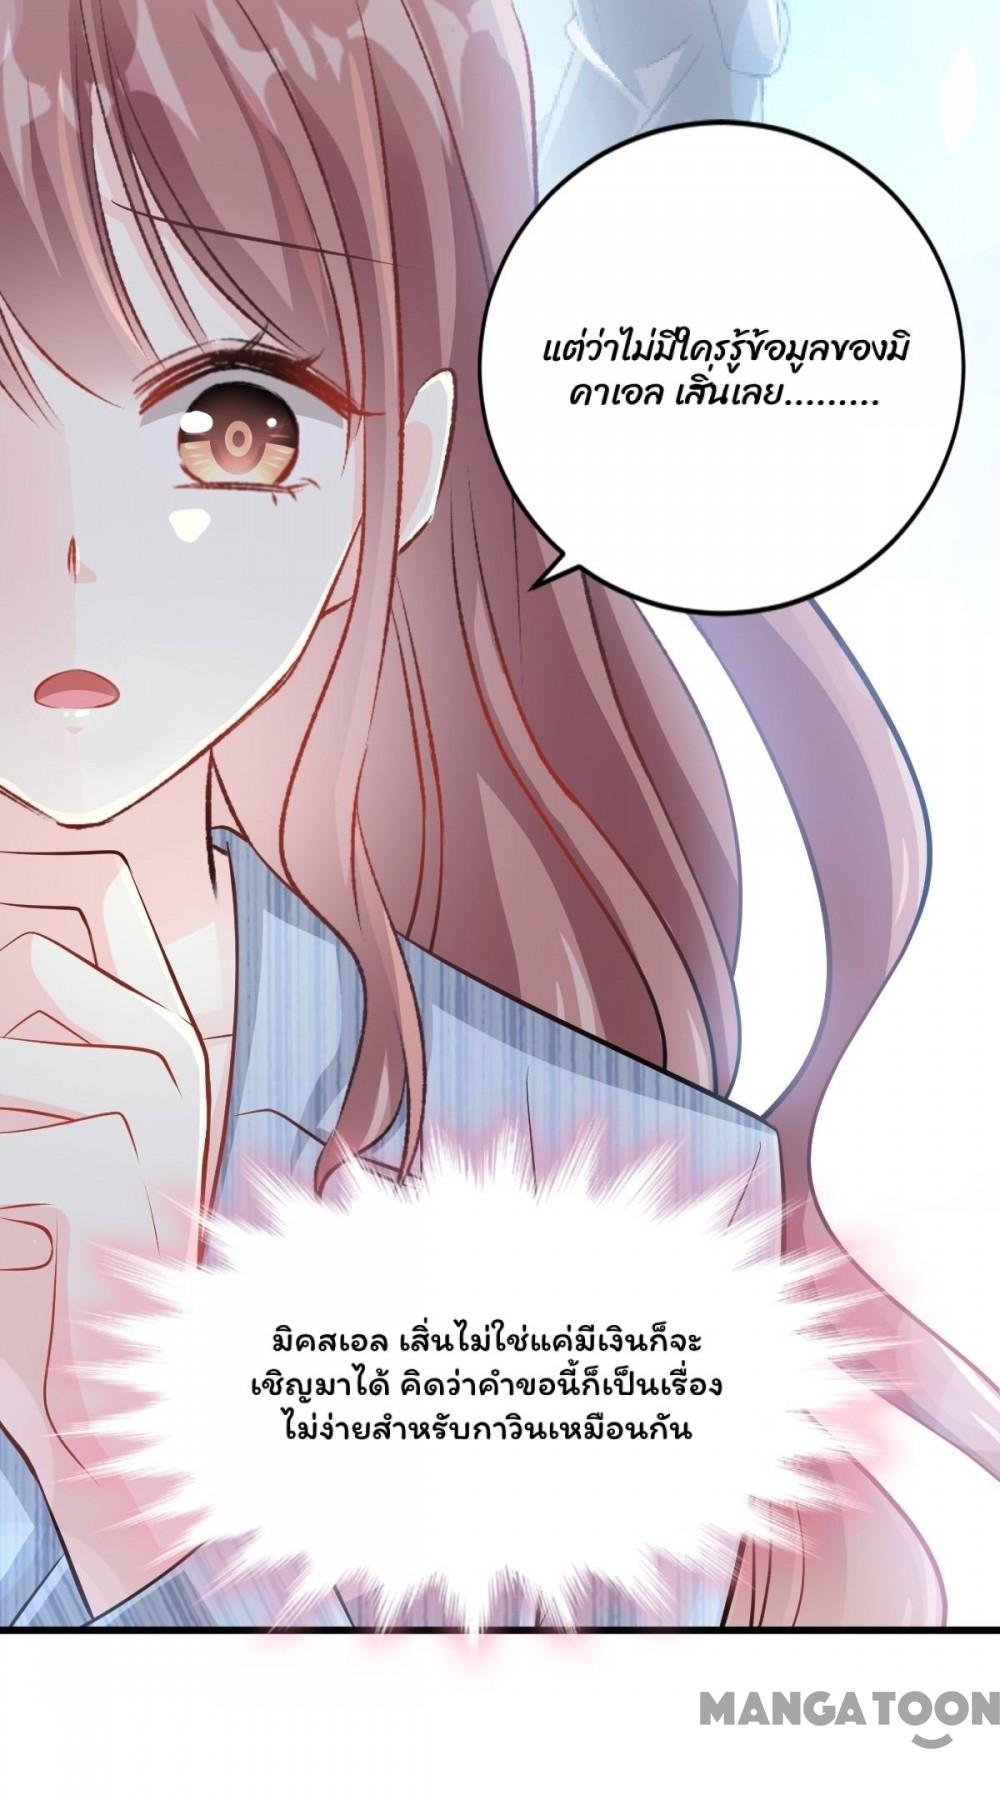 แต่ว่าไม่มีใครรู้ข้อมูลของมิ
คาเอล เสิ่นเลย.........
มิคสเอล เสิ่นไม่ใช่แค่มีเงินก็จะ
เชิญมาได้ คิดว่าคำขอนี้ก็เป็นเรื่อง
ไม่ง่ายสำหรับกาวินเหมือนกัน
MANGATOON